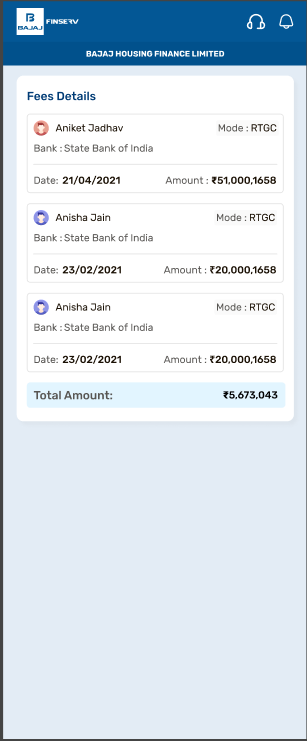 B
BAJAJ FINSERV
BAJAJ HOUSING FINANCE LIMITED
Fees Details
Aniket Jadhav Mode : RTGC
Bank : State Bank of India
Date: 21/04/2021 Amount : ₹51,000,1658
Anisha Jain Mode : RTGC
Bank : State Bank of India
Date: 23/02/2021 Amount : ₹20,000,1658
Anisha Jain Mode : RTGC
Bank : State Bank of India
Date: 23/02/2021 Amount : ₹20,000,1658
Total Amount: ₹5,673,043